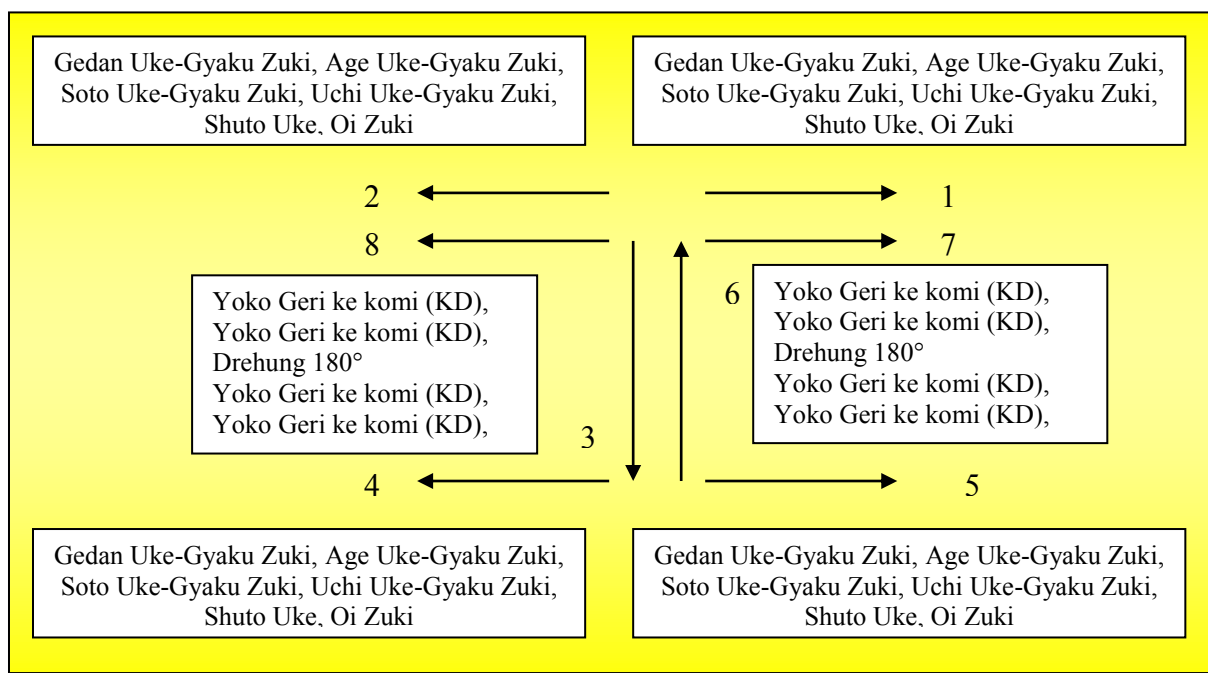 Gedan Uke-Gyaku Zuki, Age Uke-Gyaku Zuki,
Soto Uke-Gyaku Zuki, Uchi Uke-Gyaku Zuki,
Shuto Uke, Oi Zuki
Gedan Uke-Gyaku Zuki, Age Uke-Gyaku Zuki,
Soto Uke-Gyaku Zuki, Uchi Uke-Gyaku Zuki,
Shuto Uke, Oi Zuki
2
1
8
7
Yoko Geri ke komi (KD),
Yoko Geri ke komi (KD),
Drehung 180°
Yoko Geri ke komi (KD),
Yoko Geri ke komi (KD),
3
6
Yoko Geri ke komi (KD),
Yoko Geri ke komi (KD),
Drehung 180°
Yoko Geri ke komi (KD),
Yoko Geri ke komi (KD),
4
5
Gedan Uke-Gyaku Zuki, Age Uke-Gyaku Zuki,
Soto Uke-Gyaku Zuki, Uchi Uke-Gyaku Zuki,
Shuto Uke, Oi Zuki
Gedan Uke-Gyaku Zuki, Age Uke-Gyaku Zuki,
Soto Uke-Gyaku Zuki, Uchi Uke-Gyaku Zuki,
Shuto Uke, Oi Zuki